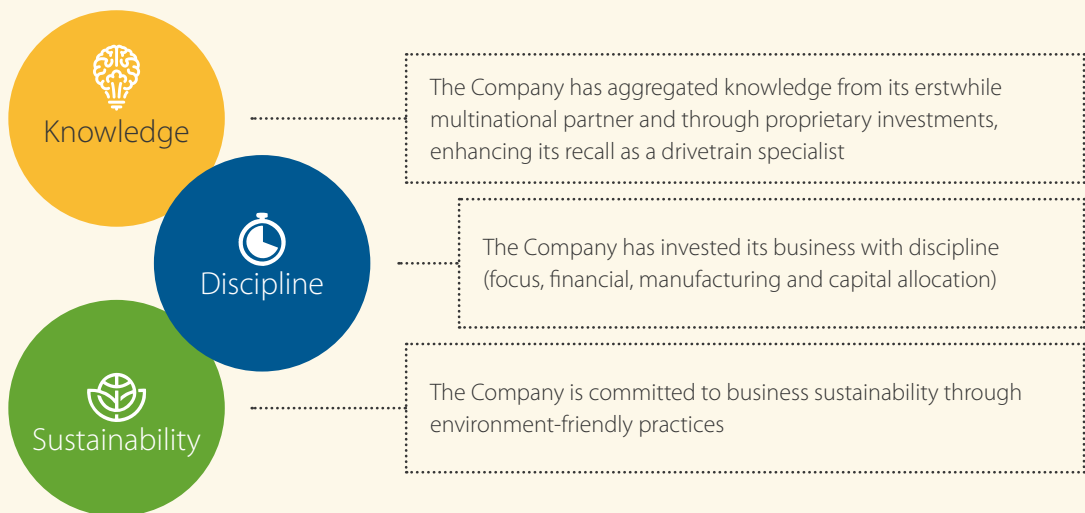 Knowledge
The Company has aggregated knowledge from its erstwhile
multinational partner and through proprietary investments,
enhancing its recall as a drivetrain specialist
Discipline
The Company has invested its business with discipline
(focus, financial, manufacturing and capital allocation)
Sustainability
The Company is committed to business sustainability through
environment-friendly practices